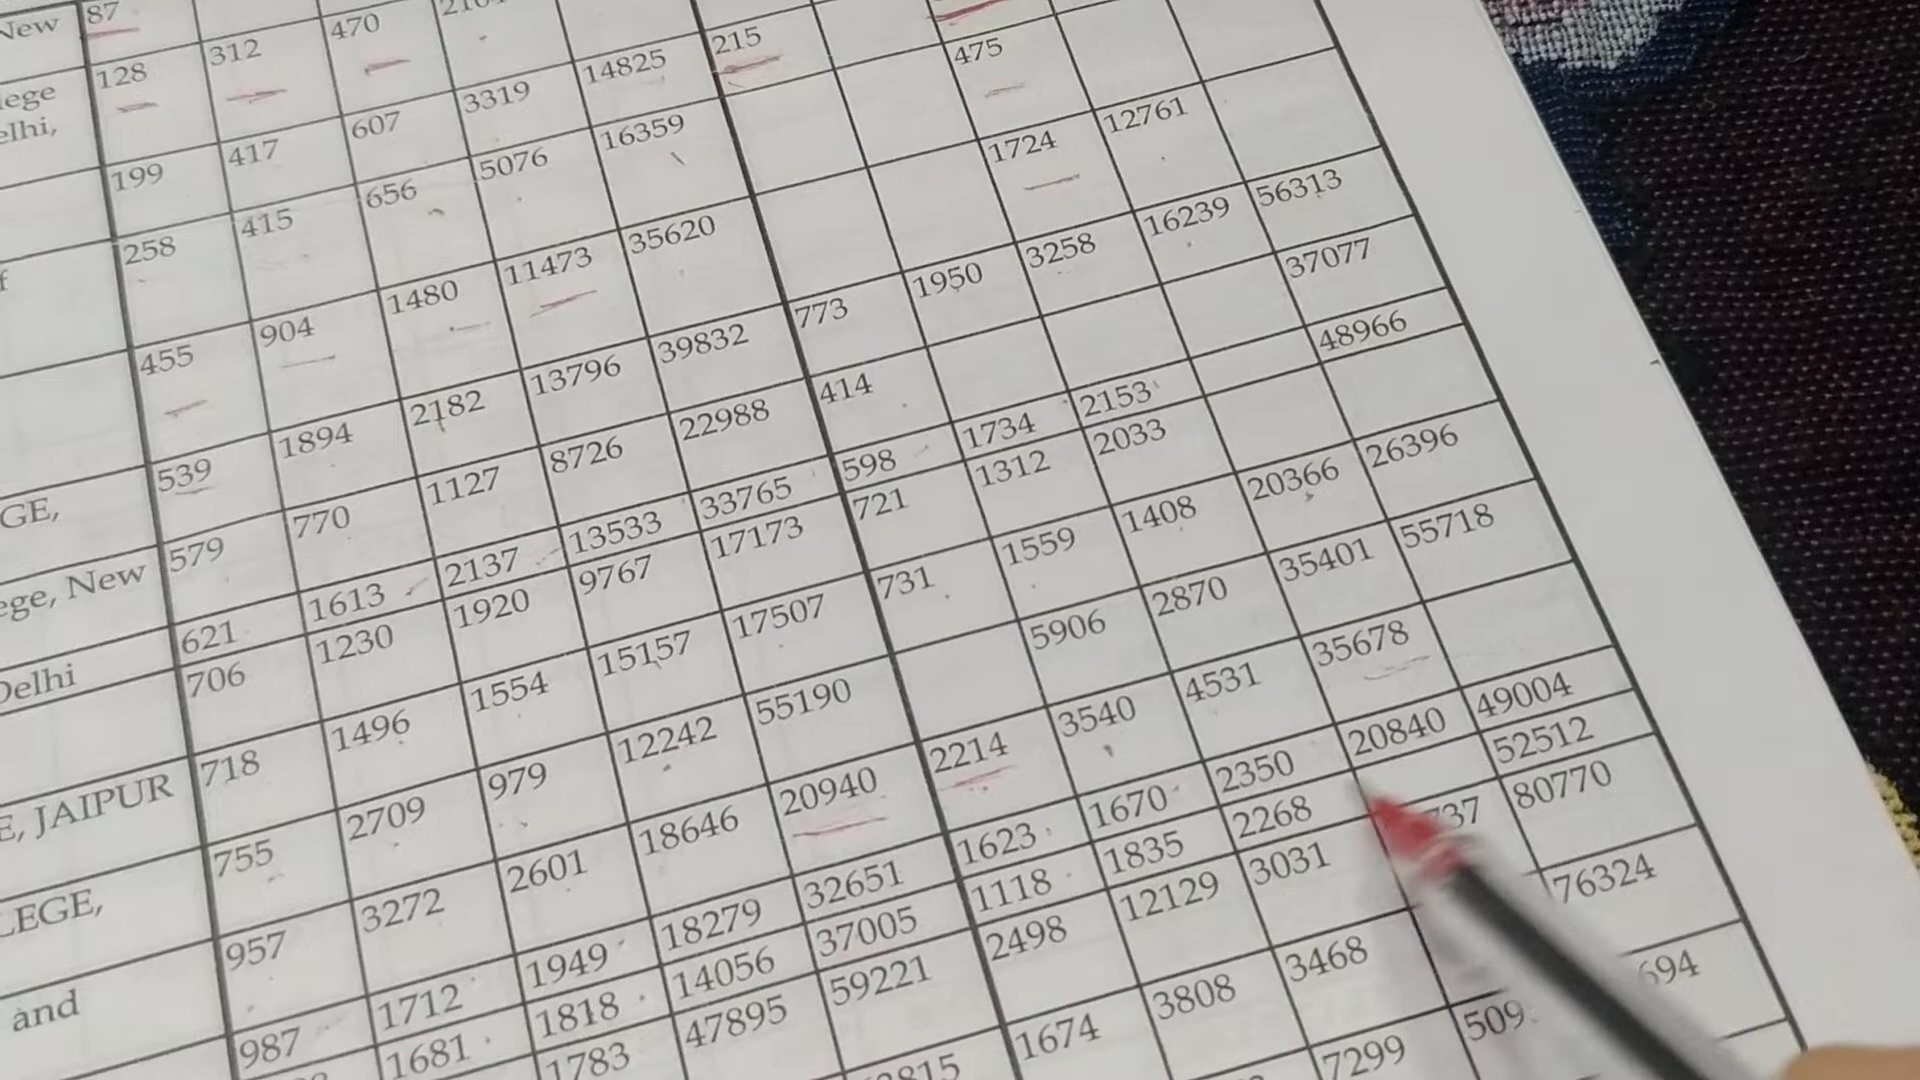 New 87
lege 128 312 470
elhi,
199 417 607 3319 14825 215
f 258 415 656 5076 16359 475
455 904 1480 11473 35620 1724 12761
GE, 539 1894 2182 13796 39832 773 1950 3258 16239 56313
ege, New 579 770 1127 8726 22988 414 37077
Delhi 621 1613 2137 13533 33765 598 1734 2153 48966
706 1230 1920 9767 17173 721 1312 2033
E, JAIPUR 718 1496 1554 15157 17507 731 1559 1408 20366 26396
LEGE, 755 2709 979 12242 55190 5906 2870 35401 55718
and 957 3272 2601 18646 20940 2214 3540 4531 35678
987 1712 1949 18279 32651 1623 1670 2350 20840 49004
1681 1818 14056 37005 1118 1835 2268 52512
1783 47895 59221 2498 12129 3031 737 80770
815 1674 3808 3468 76324
7299 509 694